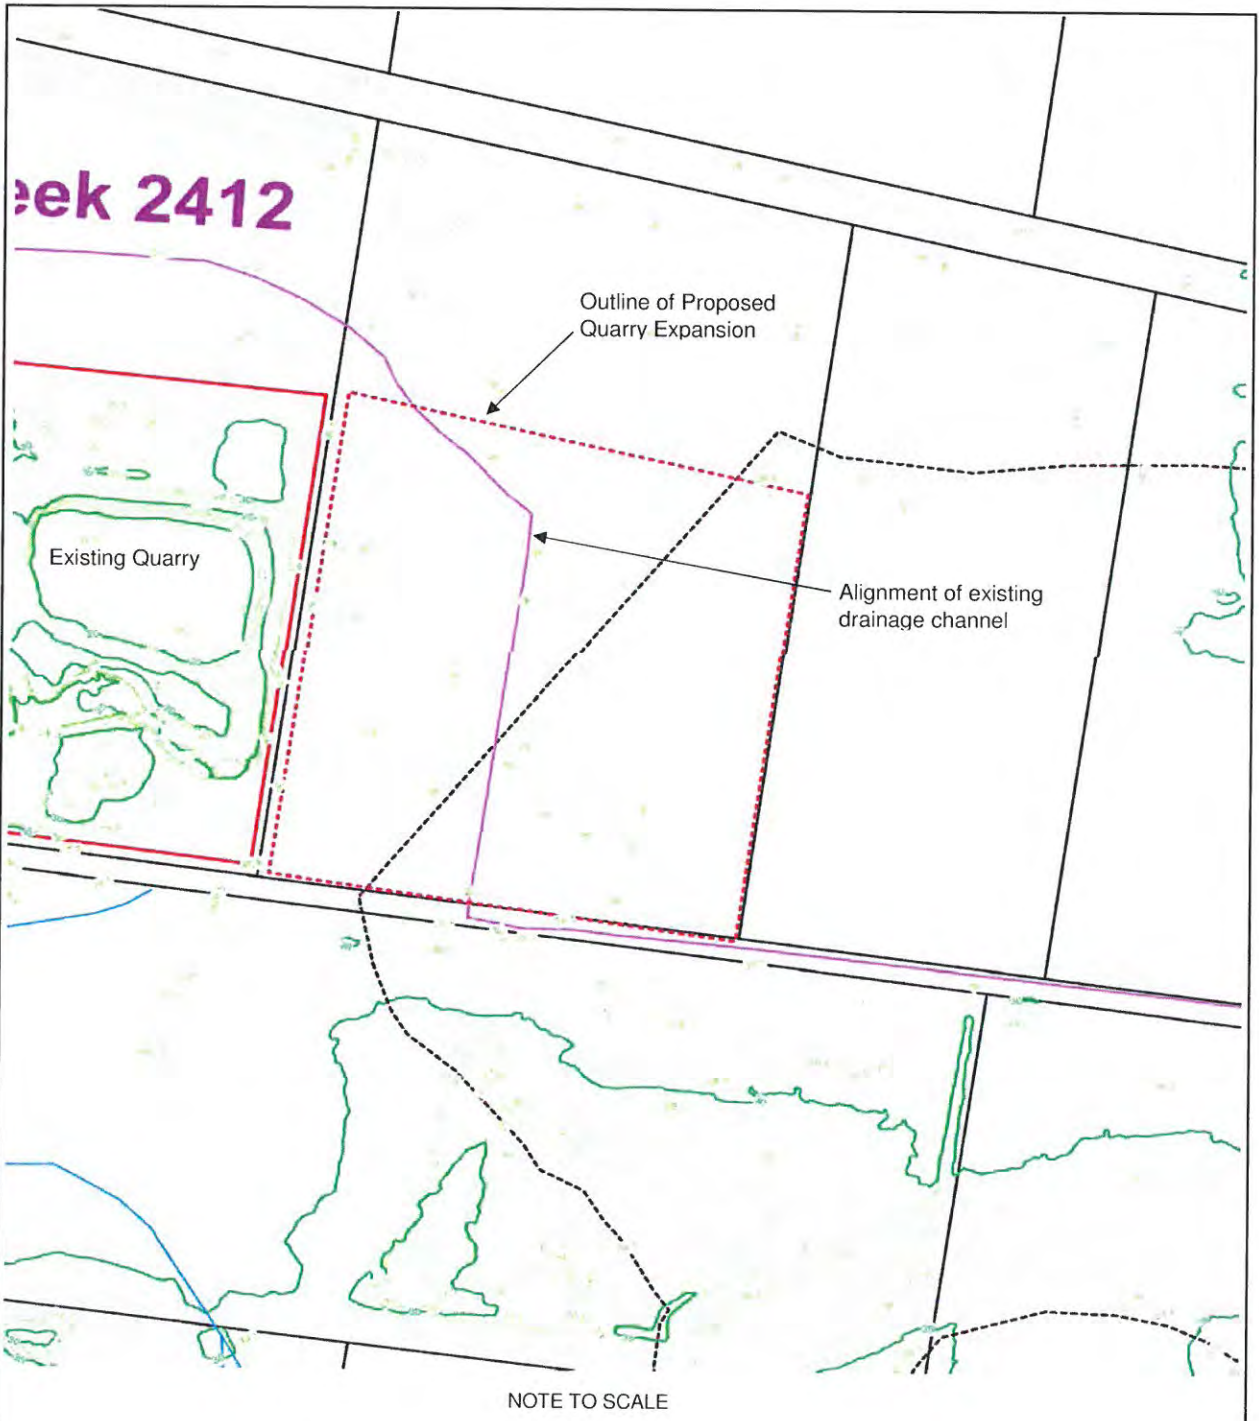 eek 2412
Outline of Proposed
Quarry Expansion
Existing Quarry
Alignment of existing
drainage channel
NOTE TO SCALE